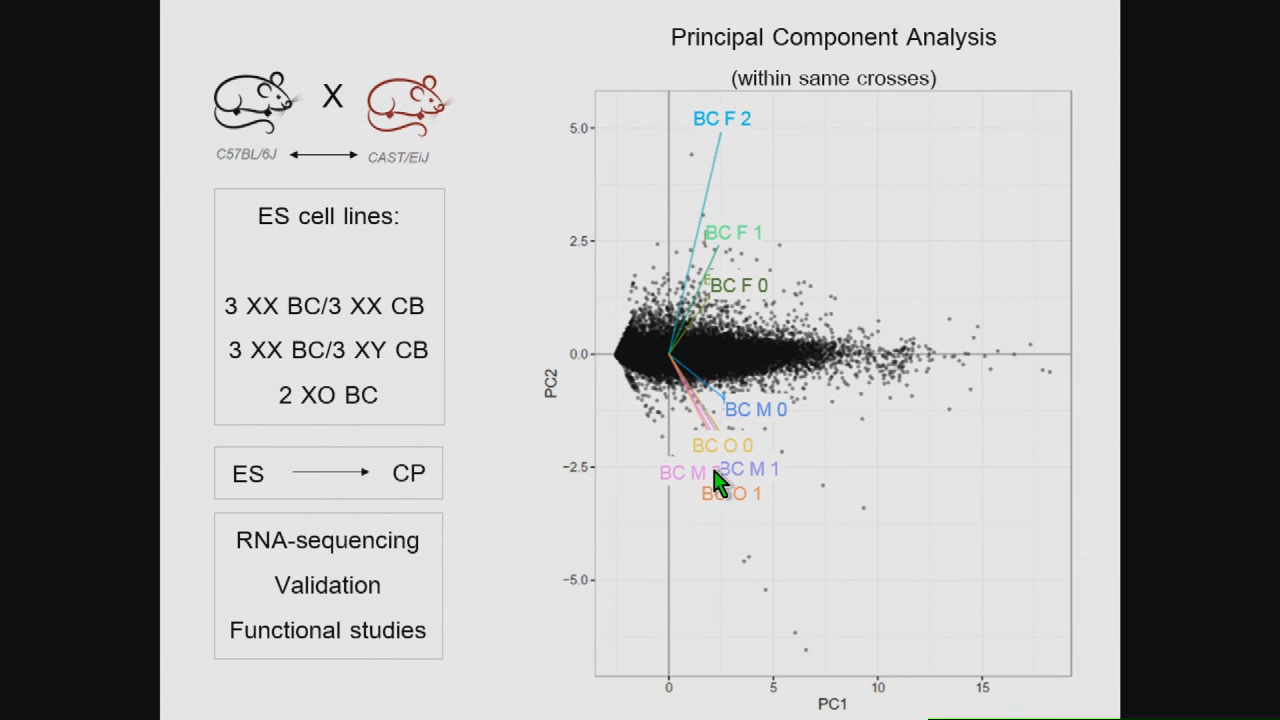 Principal Component Analysis
(within same crosses)
X
C57BL/6J
CAST/EiJ
ES cell lines:
3 XX BC/3 XX CB
3 XX BC/3 XY CB
2 XO BC
ES
CP
RNA-sequencing
Validation
Functional studies
BC F 2
BC F 1
BC F 0
BC M 0
BC O 0
BC M
BC M 1
O 1
5.0
2.5
0.0
-2.5
-5.0
PC2
0
5
10
15
PC1